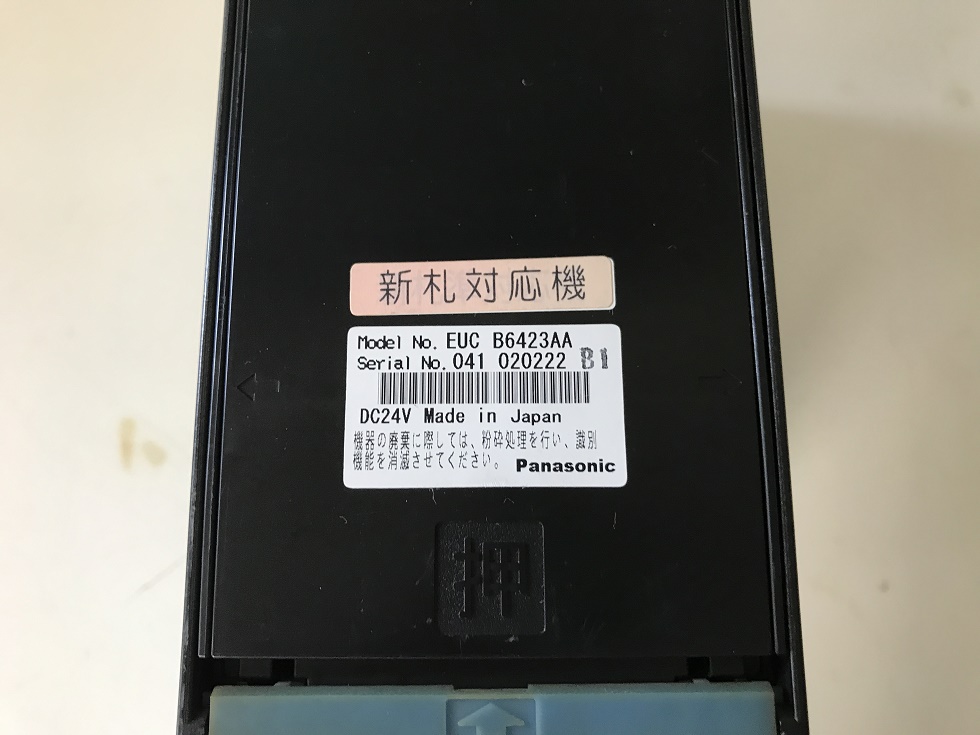 新札対応機
Model No. EUC B6423AA
Serial No. 041 020222 B1
DC24V Made in Japan
機器の廃棄に際しては、粉砕処理を行い、識別
機能を消滅させてください。 Panasonic
押